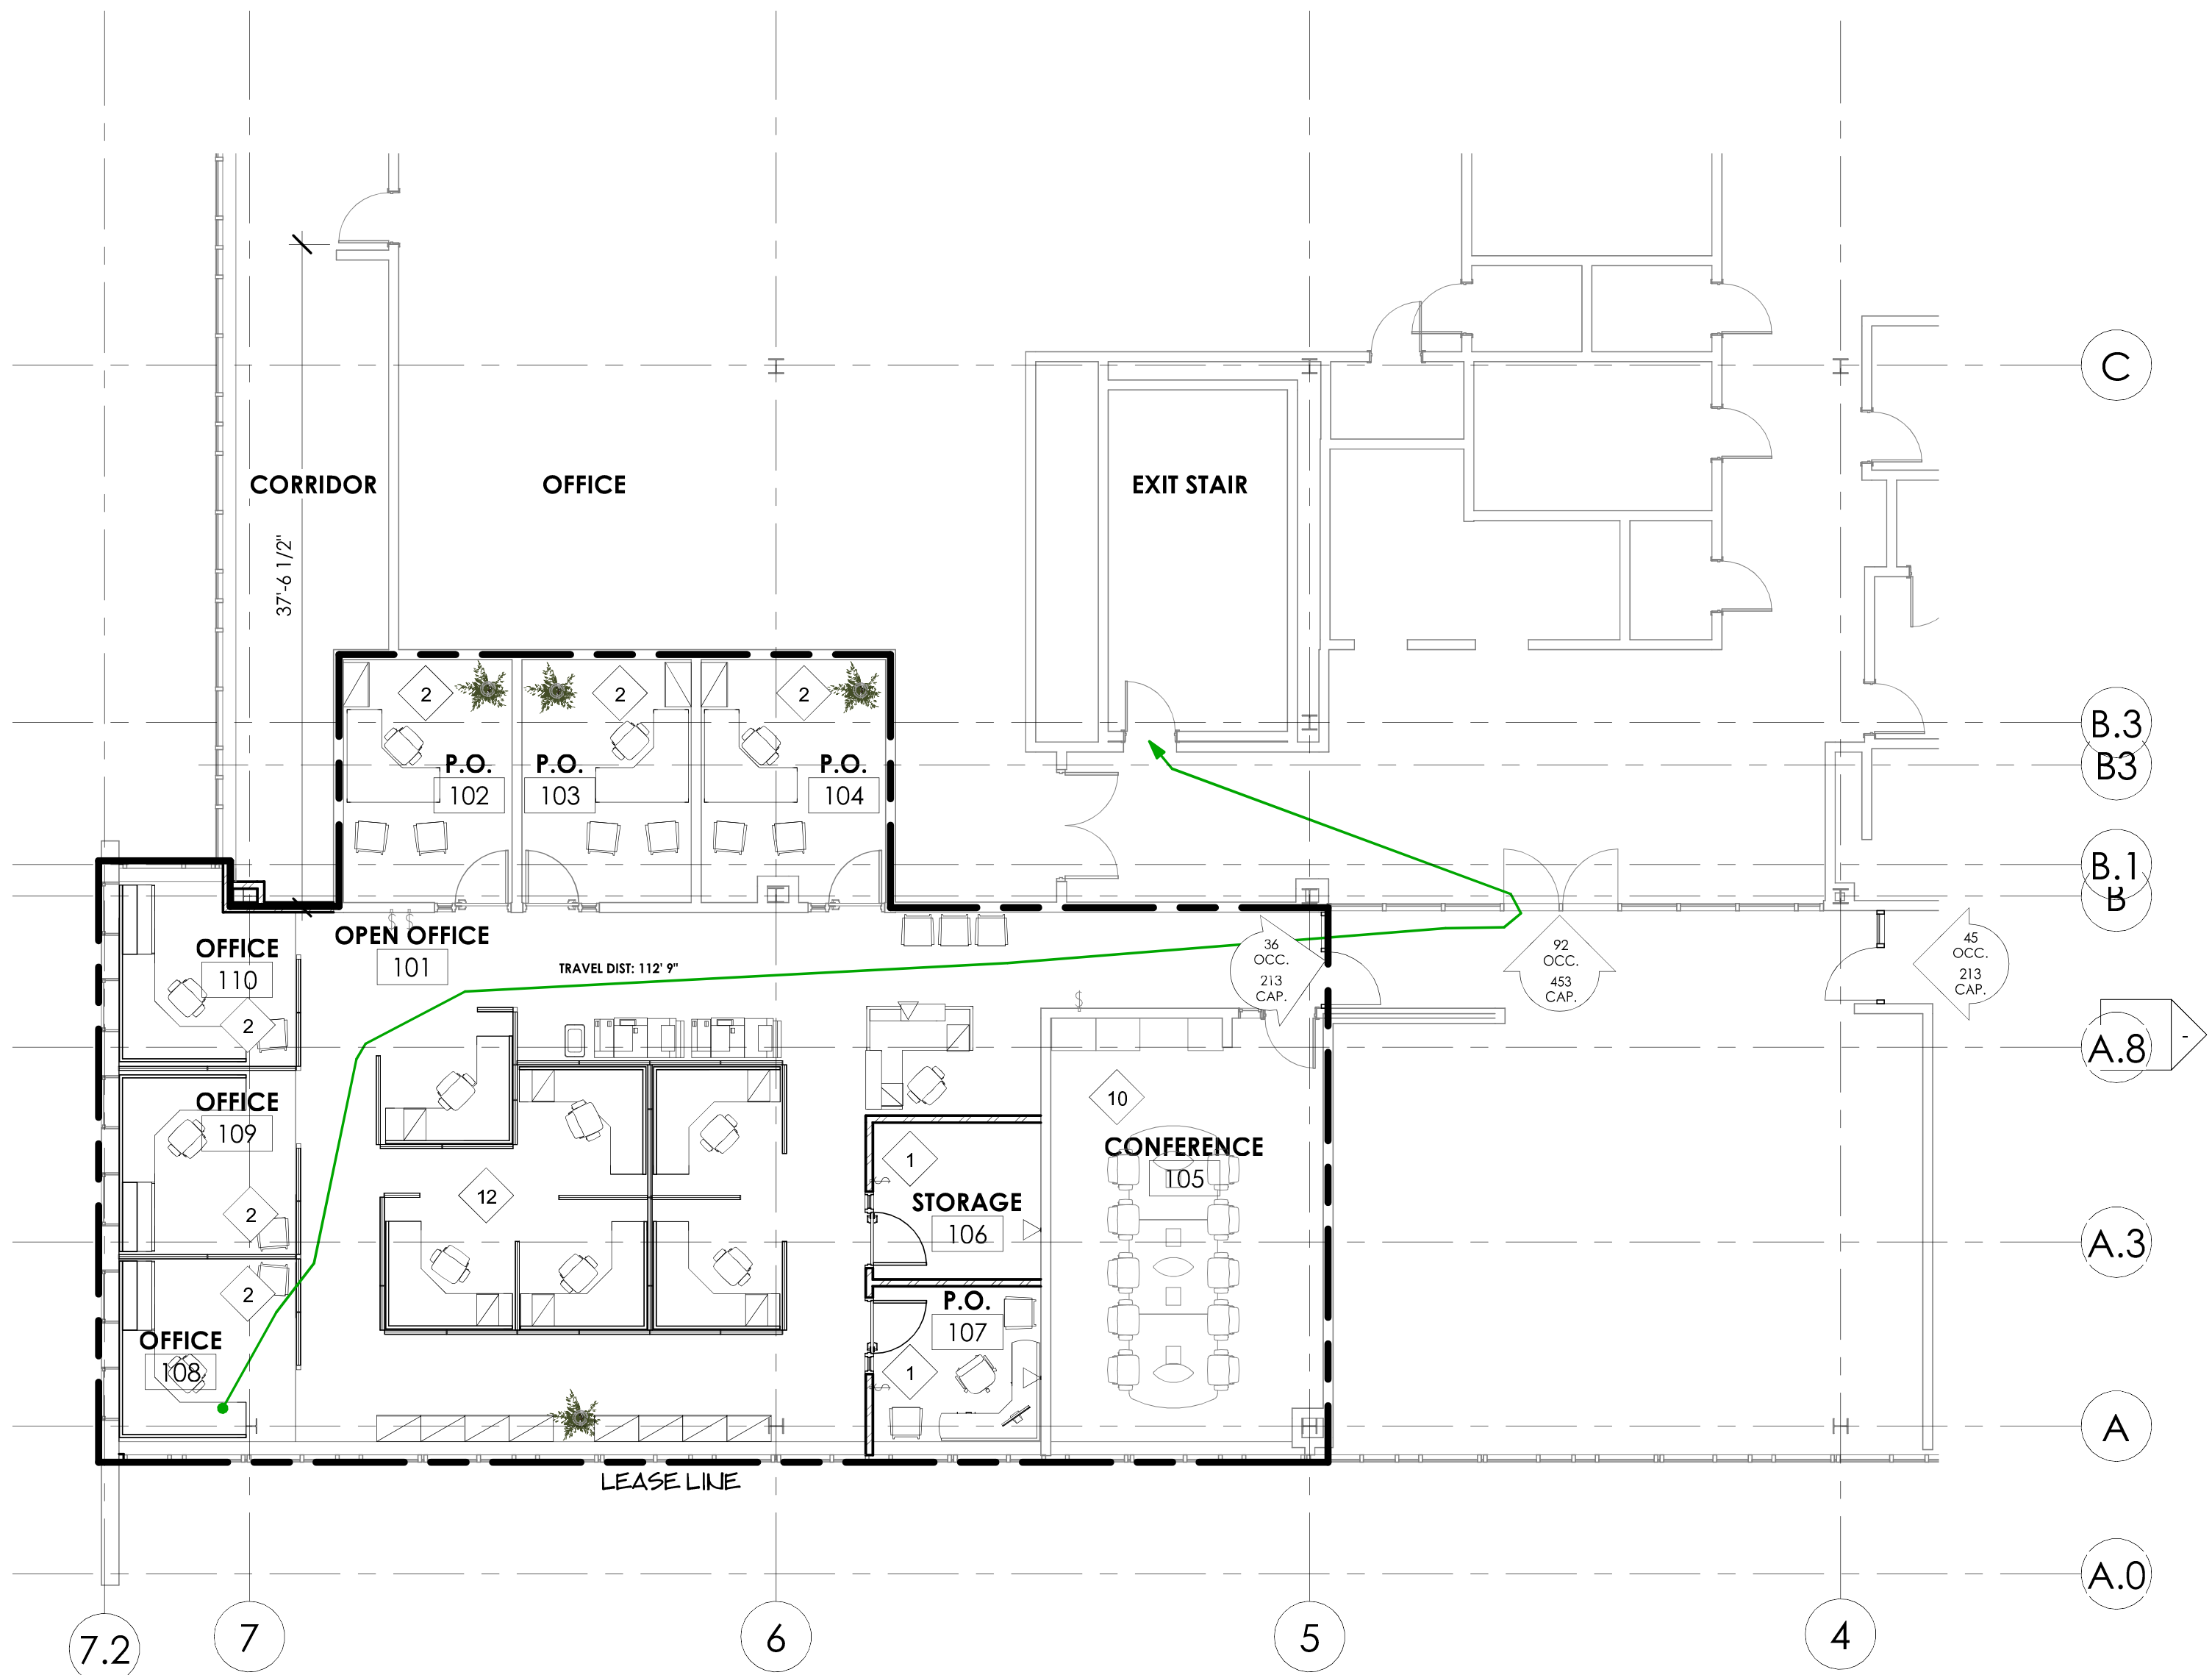 C
CORRIDOR
OFFICE
EXIT STAIR
37'-6 1/2"
2
2
2
B.3
P.O.
P.O.
P.O.
B3
102
103
104
B.1
B
OFFICE
OPEN OFFICE
110
101
TRAVEL DIST: 112' 9"
36
OCC.
213
CAP.
92
OCC.
453
CAP.
45
OCC.
213
CAP.
2
A.8
-
OFFICE
109
10
CONFERENCE
105
1
12
STORAGE
106
2
A.3
2
P.O.
107
OFFICE
108
1
A
LEASE LINE
A.0
7.2
7
6
5
4